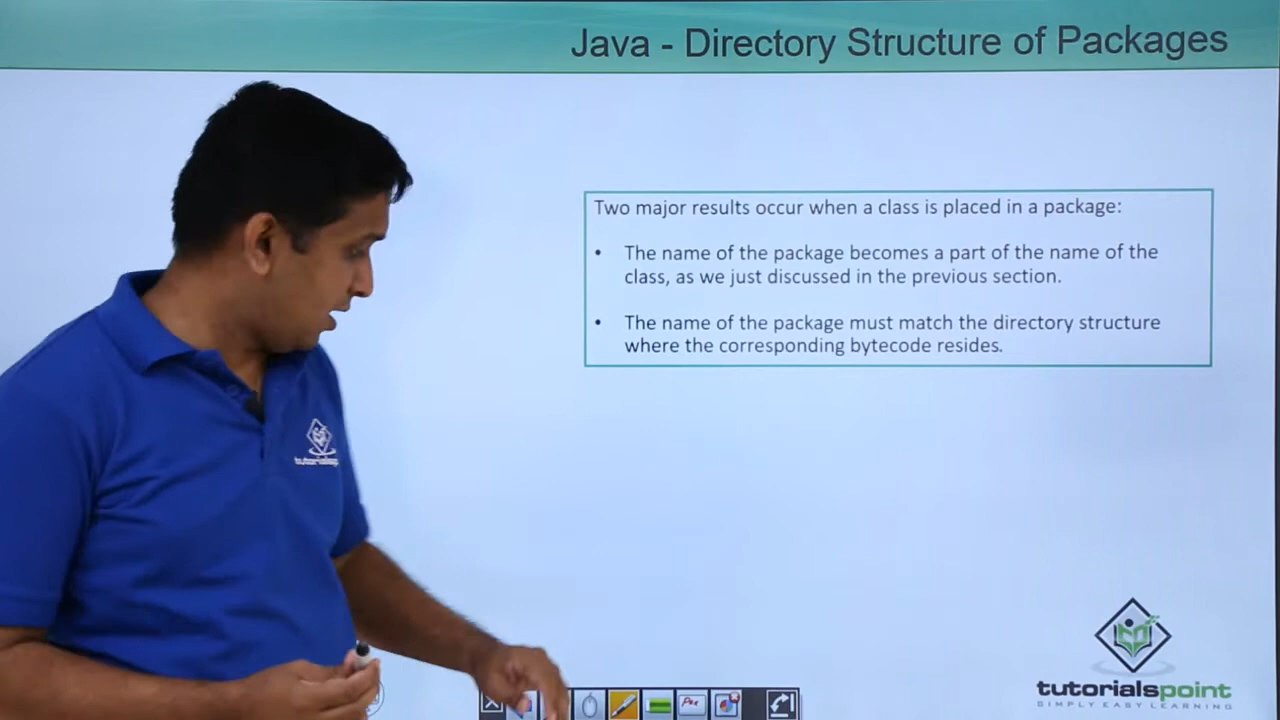 Java - Directory Structure of Packages
Two major results occur when a class is placed in a package:
• The name of the package becomes a part of the name of the
class, as we just discussed in the previous section.
• The name of the package must match the directory structure
where the corresponding bytecode resides.
Pen
tutorialspoint
SIMPLY EASY LEARNING